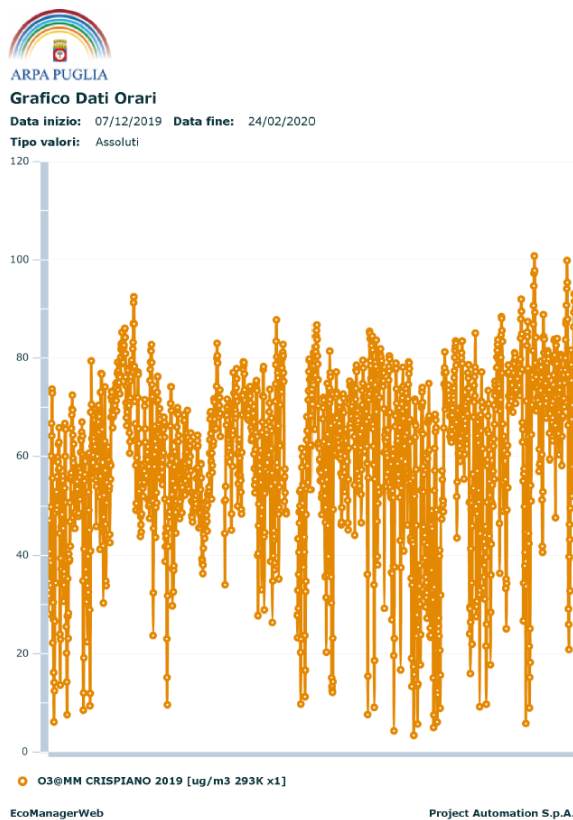 ARPA PUGLIA
Grafico Dati Orari
Data inizio: 07/12/2019 Data fine: 24/02/2020
Tipo valori: Assoluti
120
100
80
60
40
20
0
O3@MM CRISPIANO 2019 [ug/m3 293K x1]
EcoManagerWeb Project Automation S.p.A.